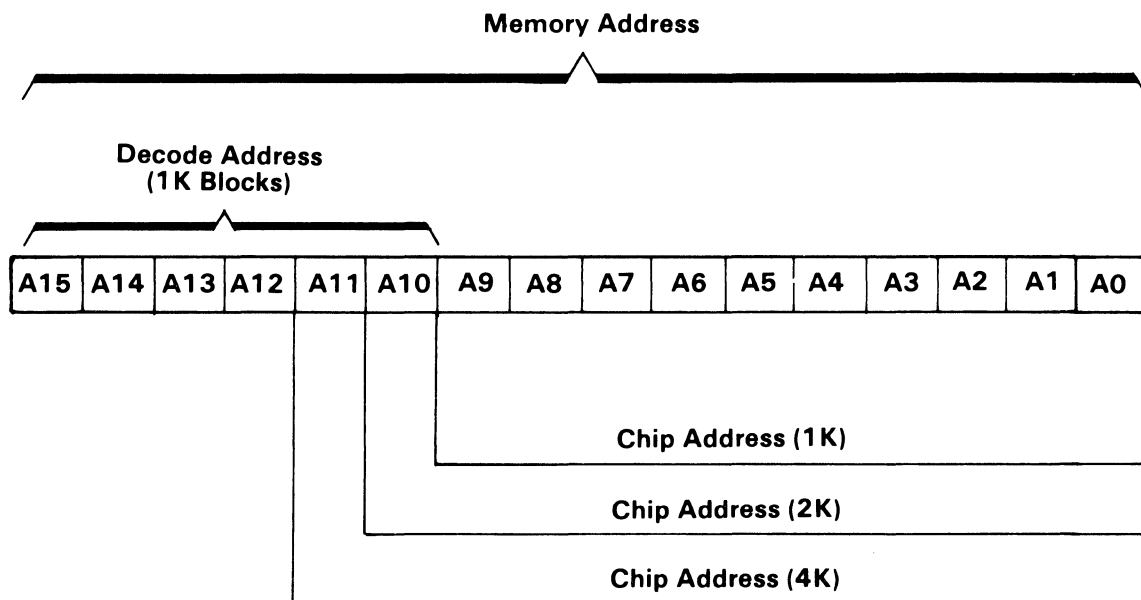 Memory Address
Decode Address
(1K Blocks)
A15 A14 A13 A12 A11 A10 A9 A8 A7 A6 A5 A4 A3 A2 A1 A0
Chip Address (1K)
Chip Address (2K)
Chip Address (4K)